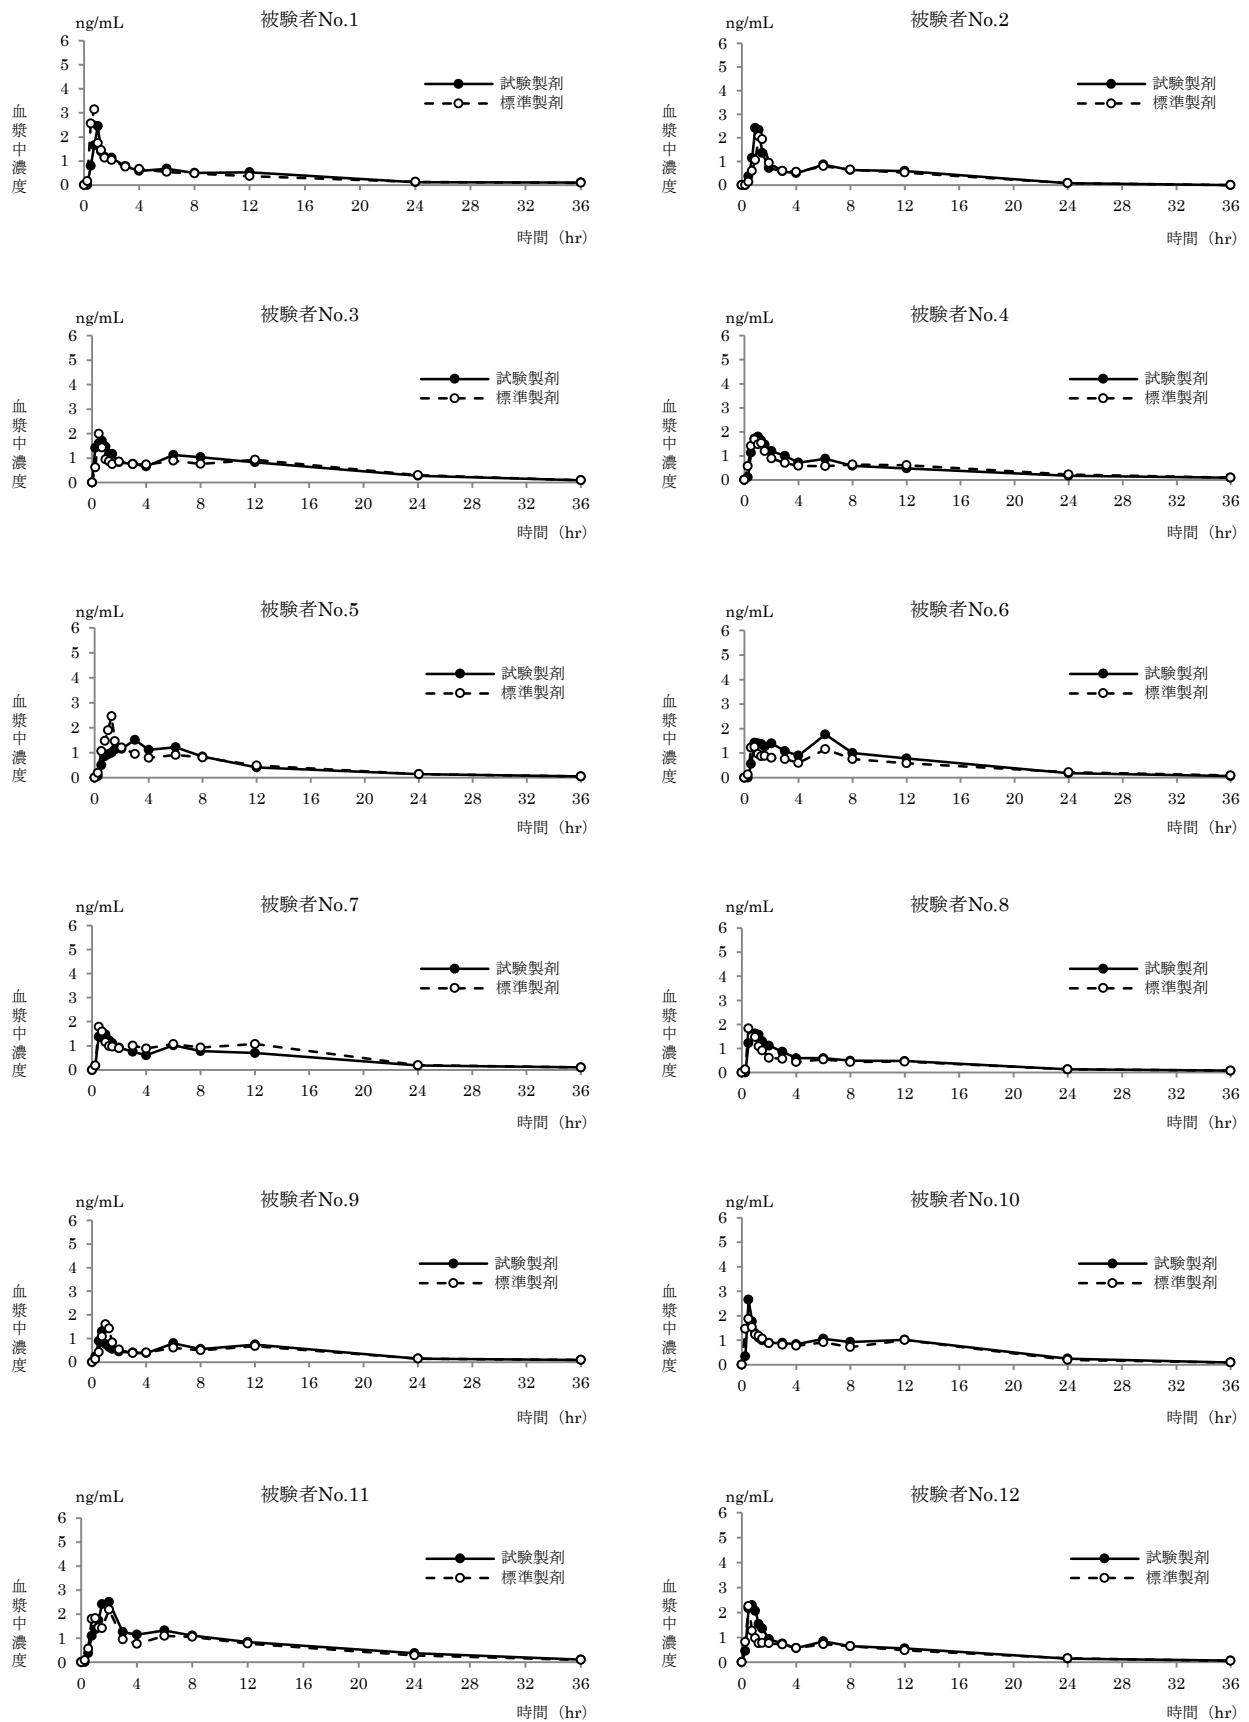 被験者No.1
ng/mL
血漿中濃度
6
5
4
3
2
1
0
試験製剤
標準製剤
0 4 8 12 16 20 24 28 32 36
時間 (hr)
被験者No.2
ng/mL
血漿中濃度
6
5
4
3
2
1
0
試験製剤
標準製剤
0 4 8 12 16 20 24 28 32 36
時間 (hr)
被験者No.3
ng/mL
血漿中濃度
6
5
4
3
2
1
0
試験製剤
標準製剤
0 4 8 12 16 20 24 28 32 36
時間 (hr)
被験者No.4
ng/mL
血漿中濃度
6
5
4
3
2
1
0
試験製剤
標準製剤
0 4 8 12 16 20 24 28 32 36
時間 (hr)
被験者No.5
ng/mL
血漿中濃度
6
5
4
3
2
1
0
試験製剤
標準製剤
0 4 8 12 16 20 24 28 32 36
時間 (hr)
被験者No.6
ng/mL
血漿中濃度
6
5
4
3
2
1
0
試験製剤
標準製剤
0 4 8 12 16 20 24 28 32 36
時間 (hr)
被験者No.7
ng/mL
血漿中濃度
6
5
4
3
2
1
0
試験製剤
標準製剤
0 4 8 12 16 20 24 28 32 36
時間 (hr)
被験者No.8
ng/mL
血漿中濃度
6
5
4
3
2
1
0
試験製剤
標準製剤
0 4 8 12 16 20 24 28 32 36
時間 (hr)
被験者No.9
ng/mL
血漿中濃度
6
5
4
3
2
1
0
試験製剤
標準製剤
0 4 8 12 16 20 24 28 32 36
時間 (hr)
被験者No.10
ng/mL
血漿中濃度
6
5
4
3
2
1
0
試験製剤
標準製剤
0 4 8 12 16 20 24 28 32 36
時間 (hr)
被験者No.11
ng/mL
血漿中濃度
6
5
4
3
2
1
0
試験製剤
標準製剤
0 4 8 12 16 20 24 28 32 36
時間 (hr)
被験者No.12
ng/mL
血漿中濃度
6
5
4
3
2
1
0
試験製剤
標準製剤
0 4 8 12 16 20 24 28 32 36
時間 (hr)